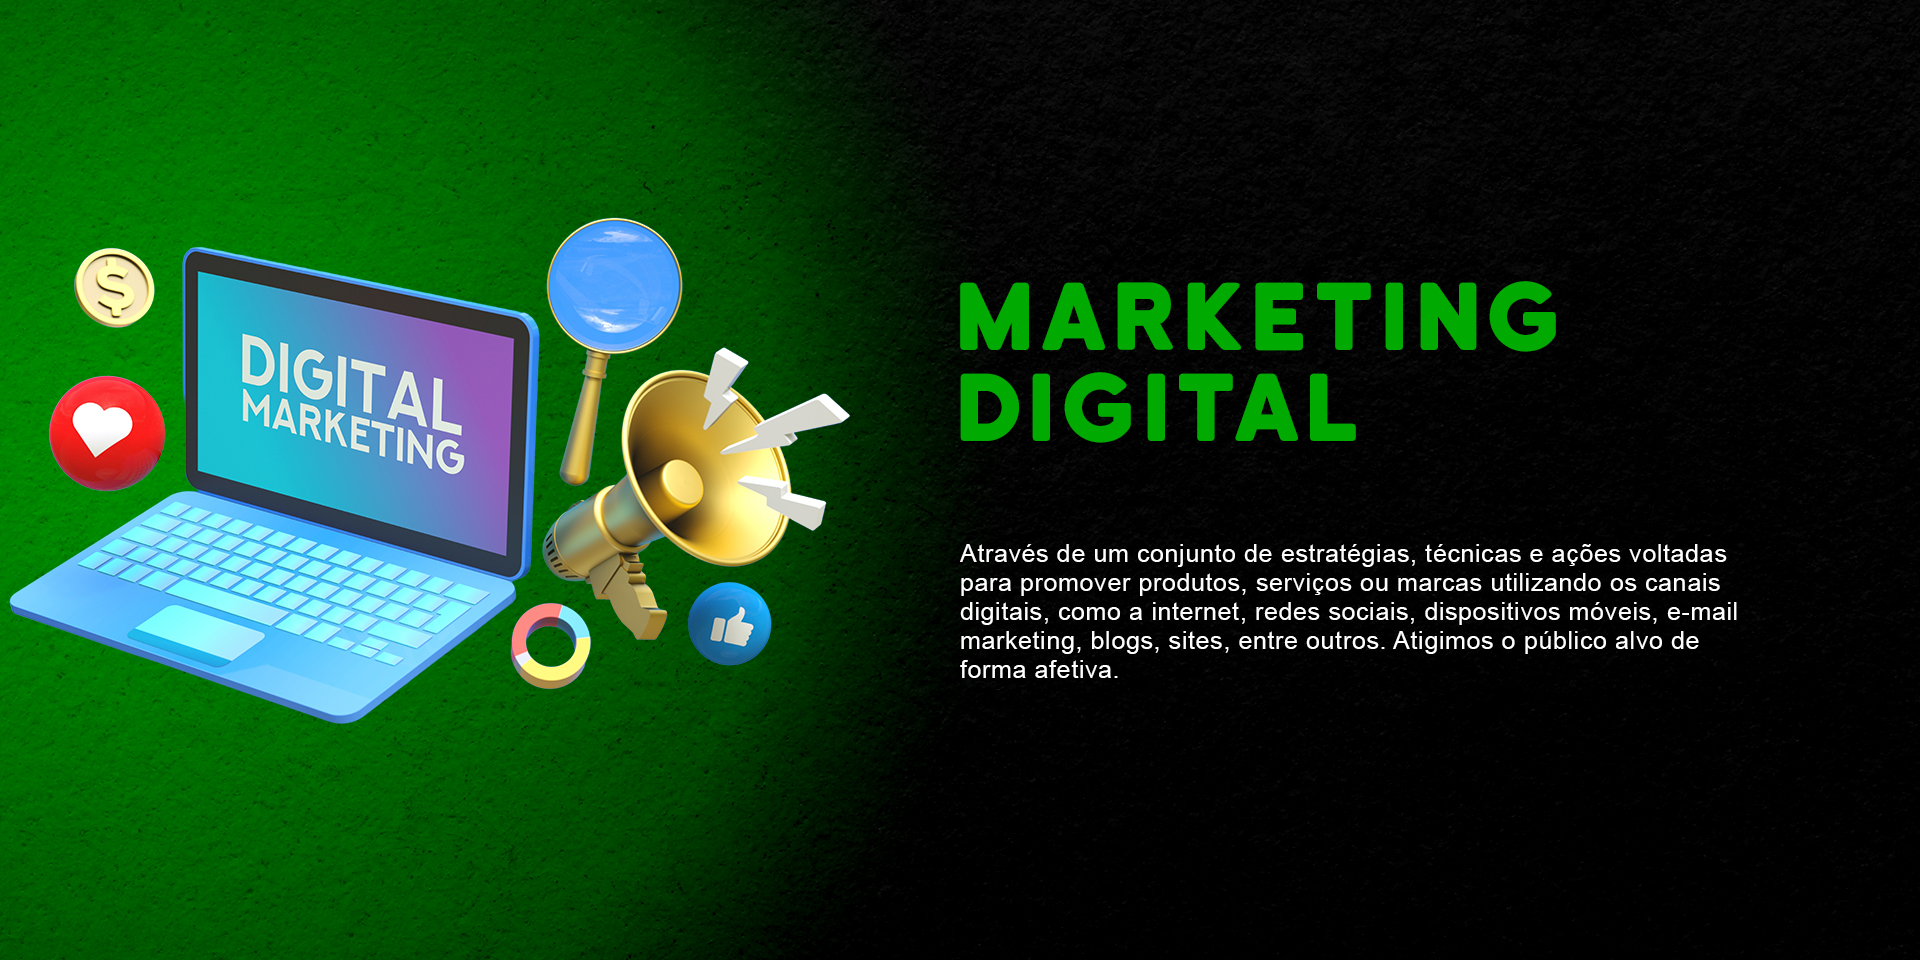 DIGITAL
MARKETING
MARKETING
DIGITAL
Através de um conjunto de estratégias, técnicas e ações voltadas
para promover produtos, serviços ou marcas utilizando os canais
digitais, como a internet, redes sociais, dispositivos móveis, e-mail
marketing, blogs, sites, entre outros. Atigimos o público alvo de
forma afetiva.
$